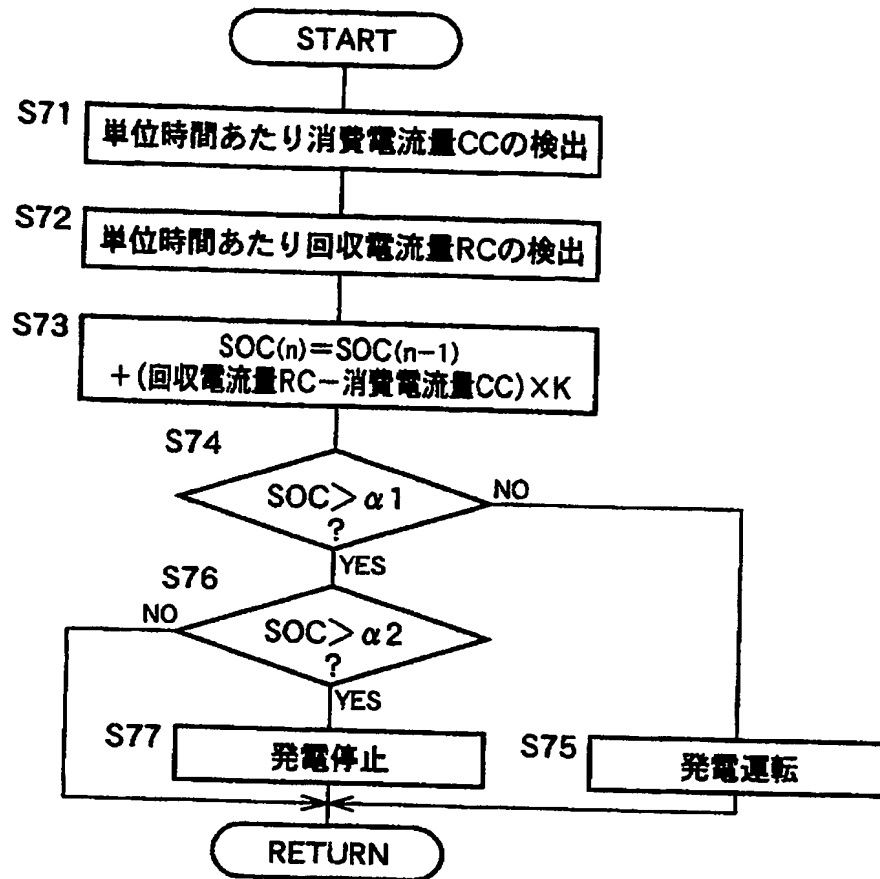 START
S71
単位時間あたり消費電流量CCの検出
S72
単位時間あたり回収電流量RCの検出
S73
SOC(n)=SOC(n-1)
+(回収電流量RC-消費電流量CC)×K
S74
SOC>α1
?
NO
YES
S76
NO
SOC>α2
?
YES
S77
発電停止
S75
発電運転
RETURN